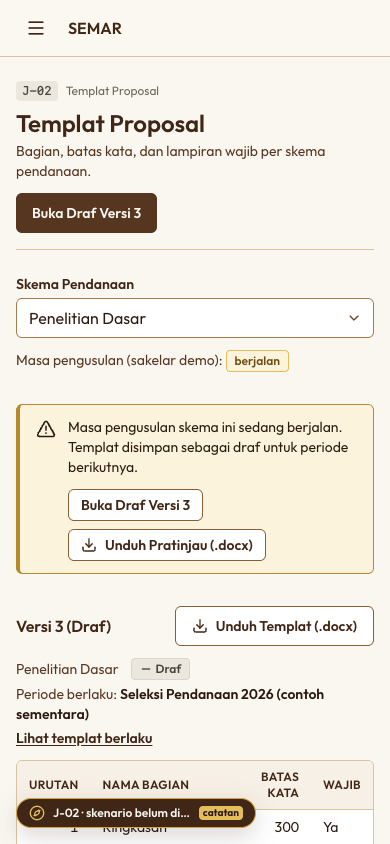 SEMAR
J-02 Templat Proposal
Templat Proposal
Bagian, batas kata, dan lampiran wajib per skema
pendanaan.
Buka Draf Versi 3
Skema Pendanaan
Penelitian Dasar
Masa pengusulan (sakelar demo): berjalan
Masa pengusulan skema ini sedang berjalan.
Templat disimpan sebagai draf untuk periode
berikutnya.
Buka Draf Versi 3
Unduh Pratinjau (.docx)
Versi 3 (Draf)
Unduh Templat (.docx)
Penelitian Dasar — Draf
Periode berlaku: Seleksi Pendanaan 2026 (contoh
sementara)
Lihat templat berlaku
URUTAN NAMA BAGIAN BATAS KATA WAJIB
1 Ringkasan 300 Ya
J-02 · skenario belum di... catatan